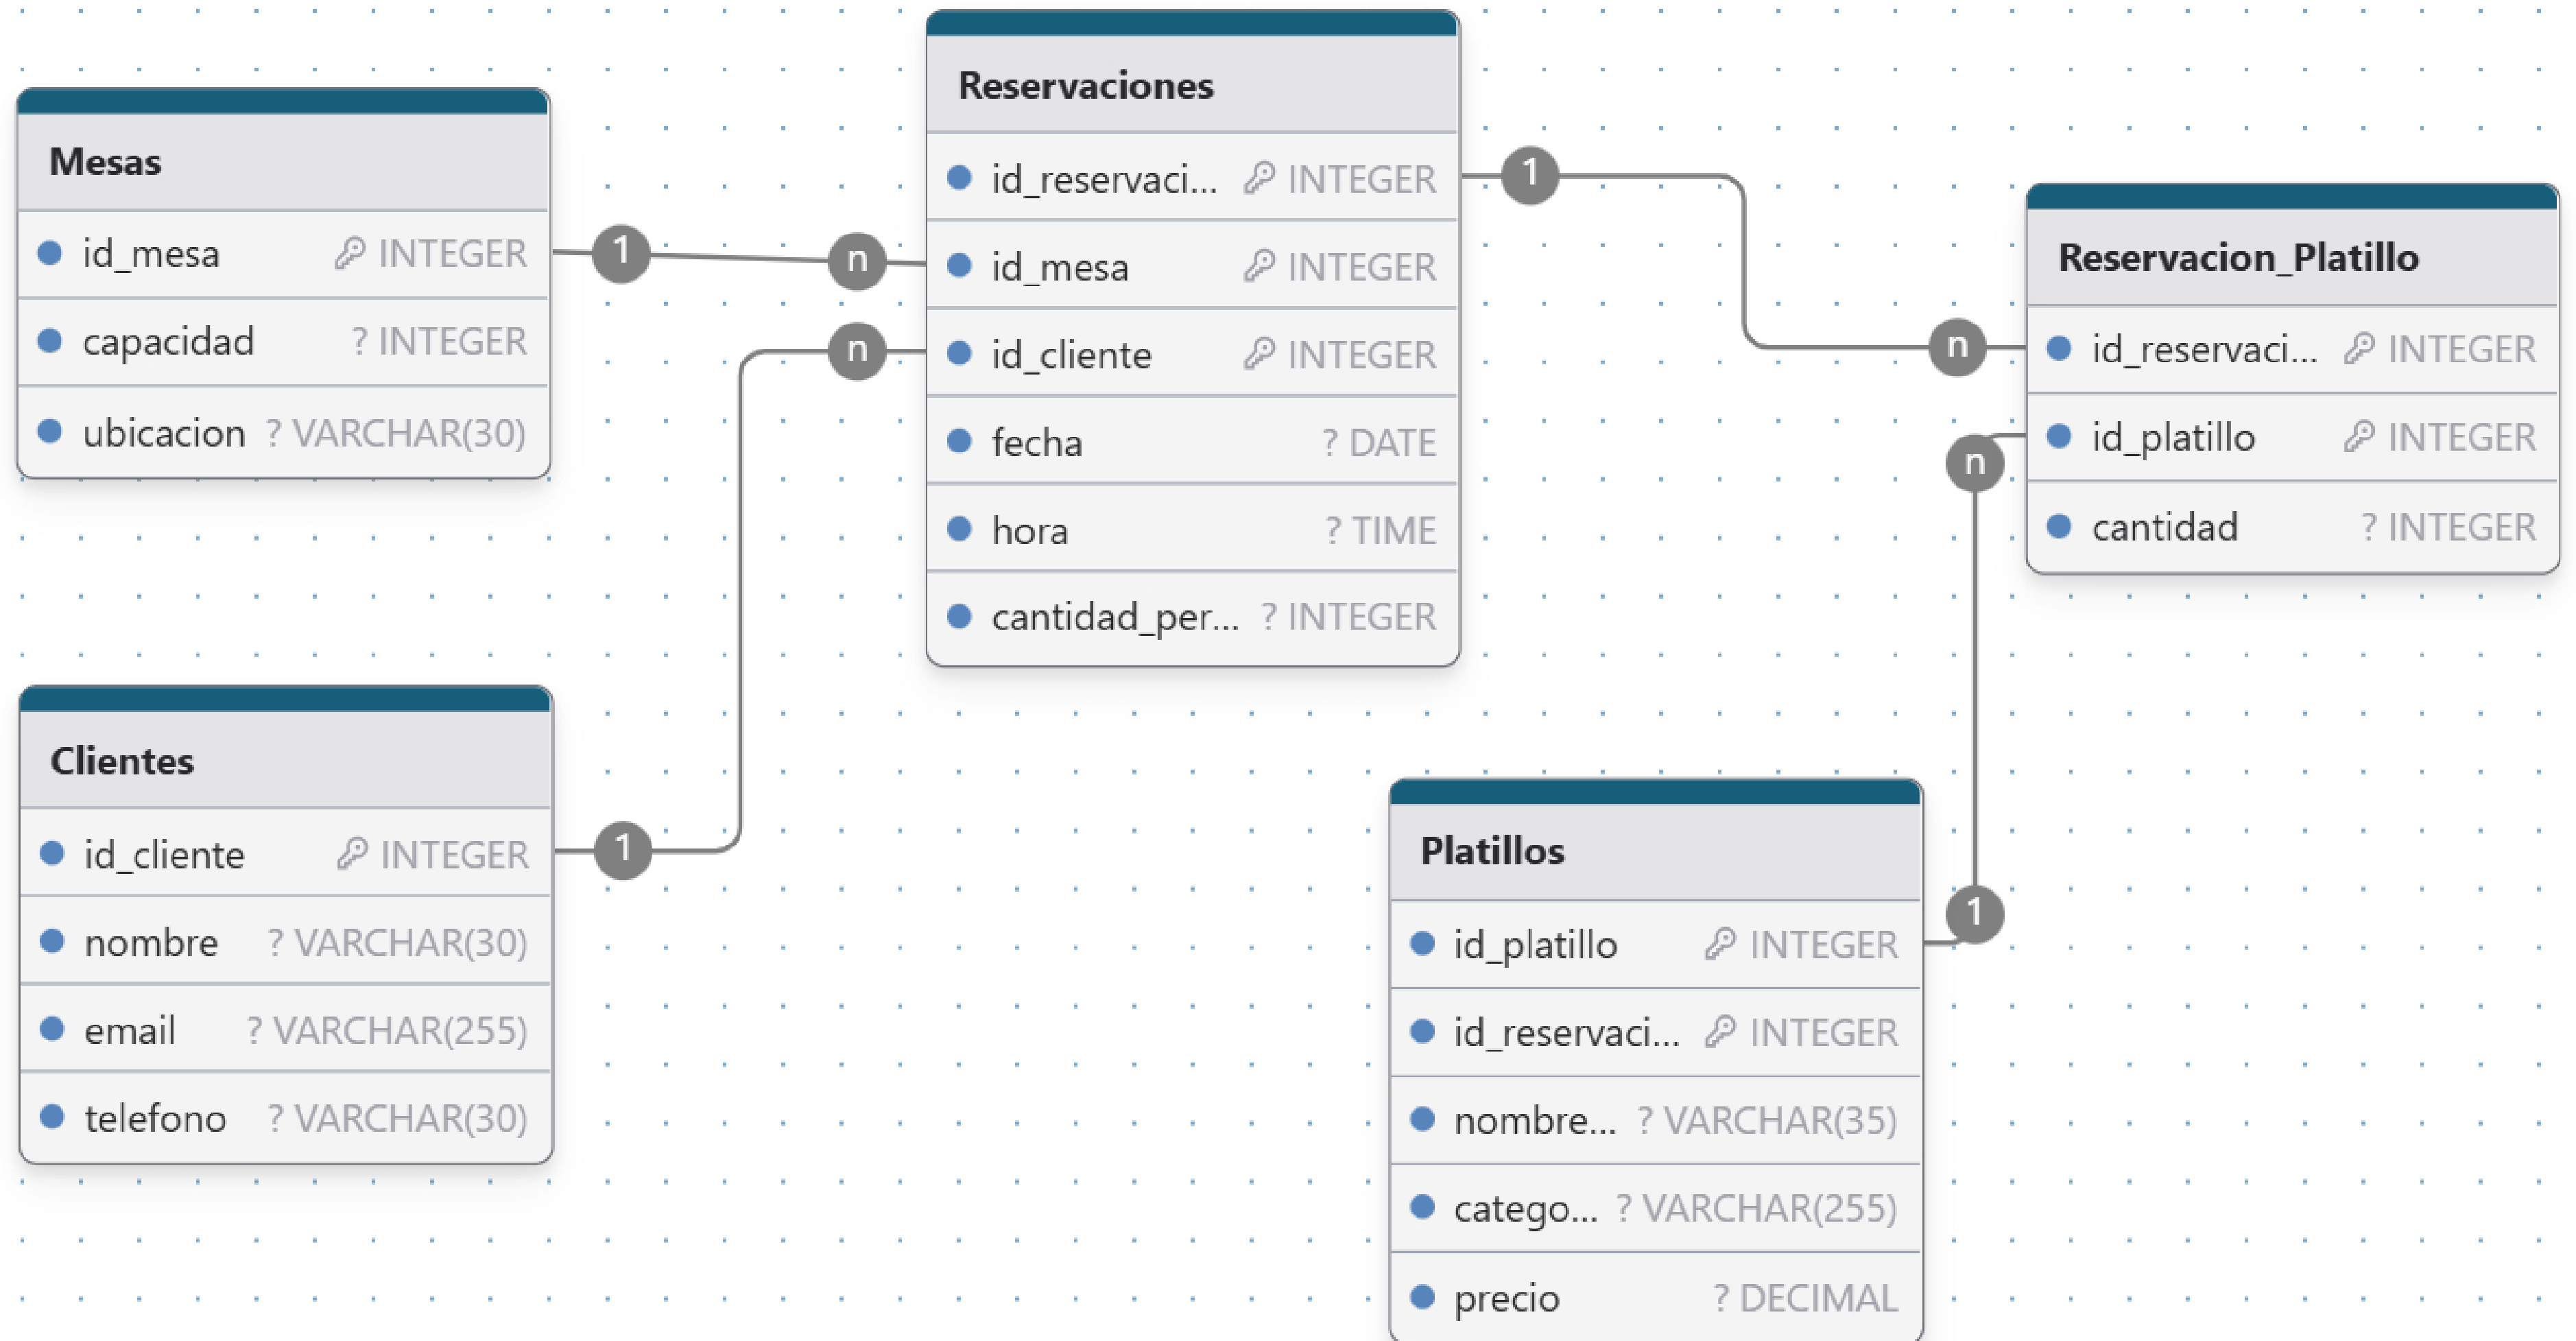 Mesas
id_mesa INTEGER
capacidad ? INTEGER
ubicacion ? VARCHAR(30)
Clientes
id_cliente INTEGER
nombre ? VARCHAR(30)
email ? VARCHAR(255)
telefono ? VARCHAR(30)
Reservaciones
id_reservaci... INTEGER
id_mesa INTEGER
id_cliente INTEGER
fecha ? DATE
hora ? TIME
cantidad_per... ? INTEGER
Reservacion_Platillo
id_reservaci... INTEGER
id_platillo INTEGER
cantidad ? INTEGER
Platillos
id_platillo INTEGER
id_reservaci... INTEGER
nombre... ? VARCHAR(35)
catego... ? VARCHAR(255)
precio ? DECIMAL
1
n
1
n
1
n
1
n